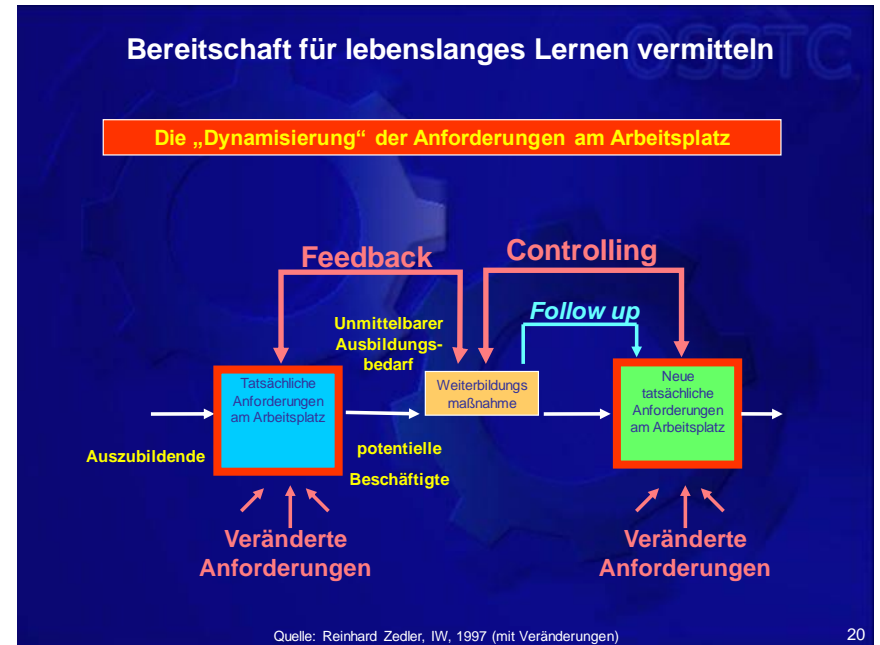 OSSTC
Bereitschaft für lebenslanges Lernen vermitteln
Die „Dynamisierung“ der Anforderungen am Arbeitsplatz
Feedback
Controlling
Follow up
Unmittelbarer
Ausbildungs-
bedarf
Tatsächliche
Anforderungen
am Arbeitsplatz
Weiterbildungs
maßnahme
Neue
tatsächliche
Anforderungen
am Arbeitsplatz
Auszubildende
potentielle
Beschäftigte
Veränderte
Anforderungen
Veränderte
Anforderungen
Quelle: Reinhard Zedler, IW, 1997 (mit Veränderungen)
20